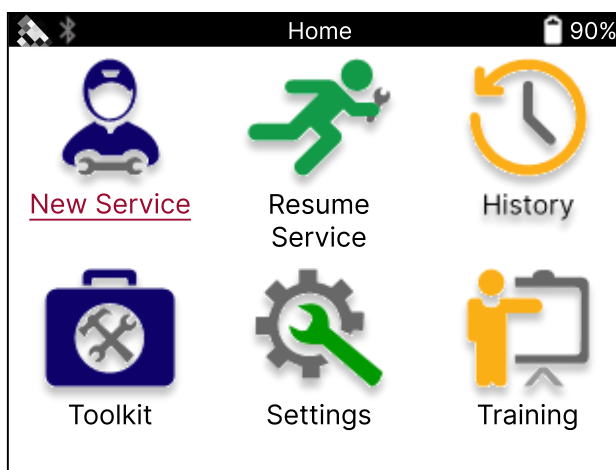 Home
90%
New Service
Resume
Service
History
Toolkit
Settings
Training